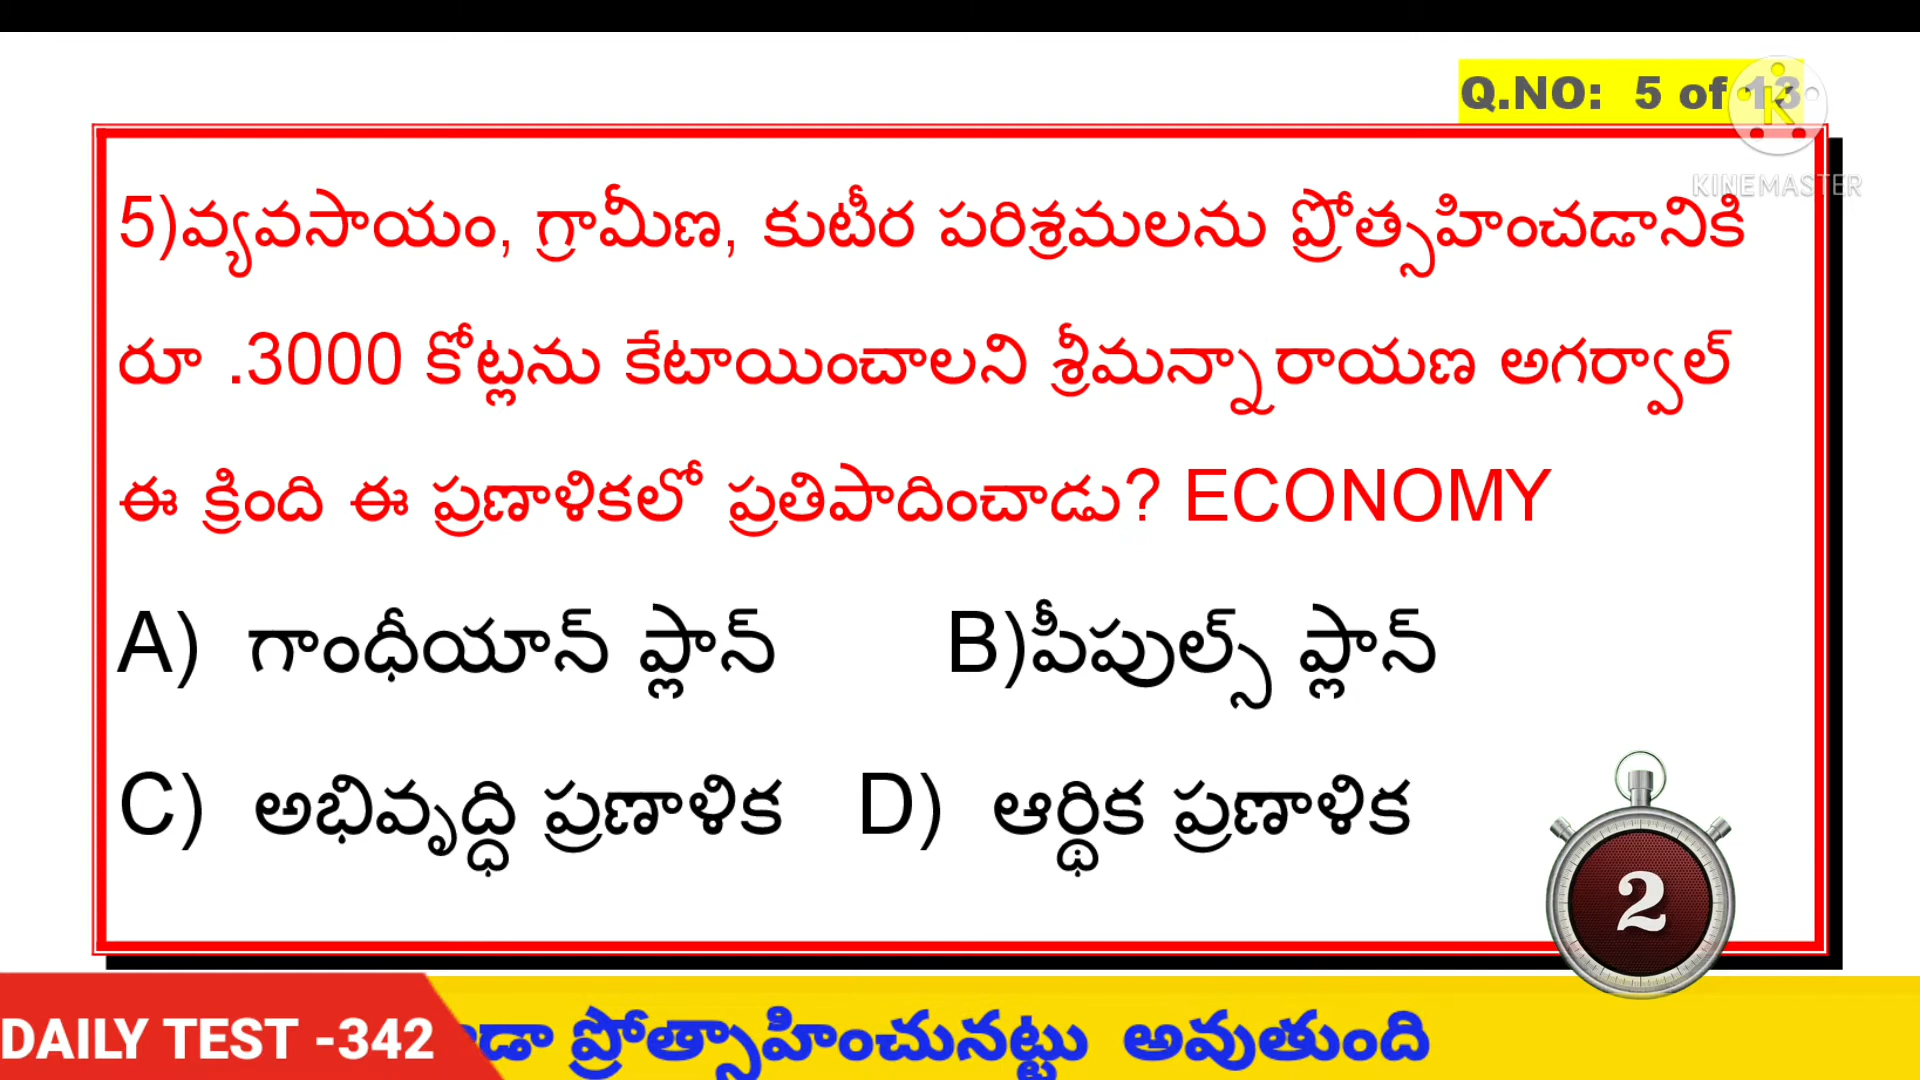 Q.NO: 5 of 13
KINEMASTER
5)వ్యవసాయం, గ్రామీణ, కుటీర పరిశ్రమలను ప్రోత్సహించడానికి
రూ .3000 కోట్లను కేటాయించాలని శ్రీమన్నారాయణ అగర్వాల్
ఈ క్రింది ఈ ప్రణాళికలో ప్రతిపాదించాడు? ECONOMY
A) గాంధీయాన్ ప్లాన్ B)పీపుల్స్ ప్లాన్
C) అభివృద్ధి ప్రణాళిక D) ఆర్థిక ప్రణాళిక
2
DAILY TEST -342 ప్రోత్సాహించునట్టు అవుతుంది